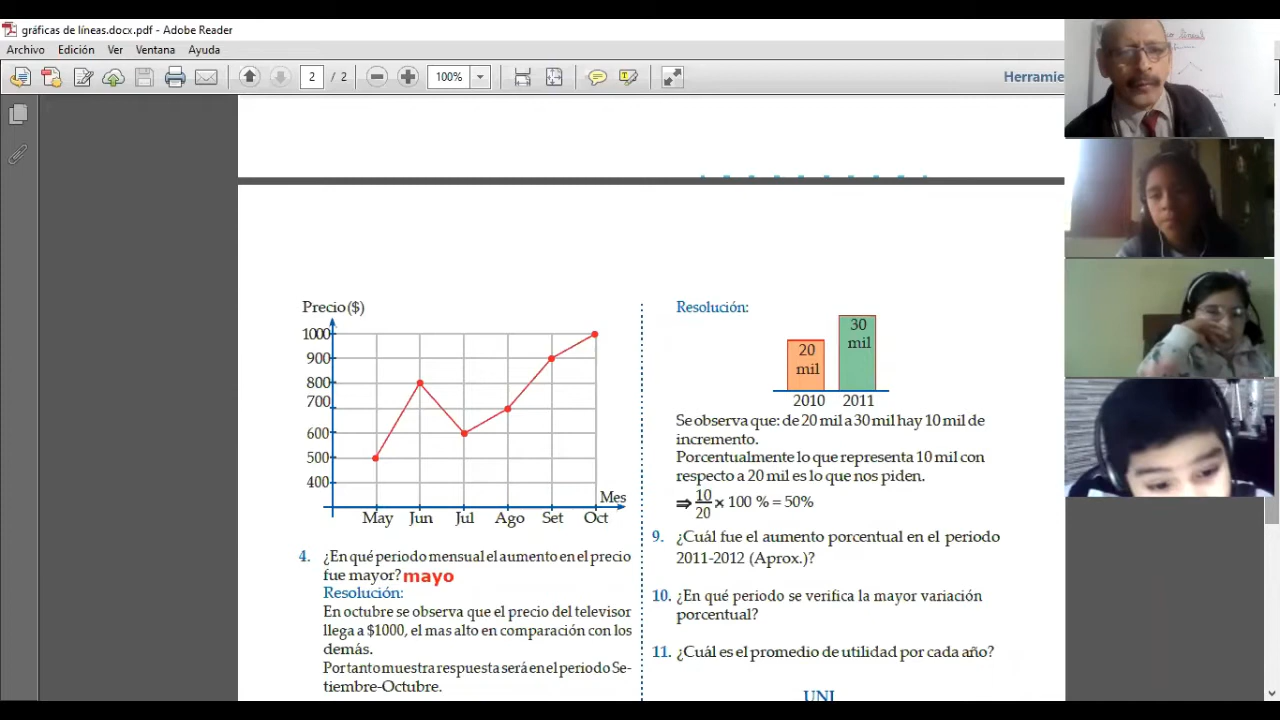 gráficas de líneas.docx.pdf - Adobe Reader
Archivo Edición Ver Ventana Ayuda
2 / 2 100% Herramie
Precio ($)
1000
900
800
700
600
500
400
Mes
May Jun Jul Ago Set Oct
4. ¿En qué periodo mensual el aumento en el precio
fue mayor? mayo
Resolución:
En octubre se observa que el precio del televisor
llega a $1000, el mas alto en comparación con los
demás.
Por tanto muestra respuesta será en el periodo Se-
tiembre-Octubre.
Resolución:
30
mil
20
mil
2010 2011
Se observa que: de 20 mil a 30 mil hay 10 mil de
incremento.
Porcentualmente lo que representa 10 mil con
respecto a 20 mil es lo que nos piden.
⇒ 10/20 × 100 % = 50%
9. ¿Cuál fue el aumento porcentual en el periodo
2011-2012 (Aprox.)?
10. ¿En qué periodo se verifica la mayor variación
porcentual?
11. ¿Cuál es el promedio de utilidad por cada año?
UNI